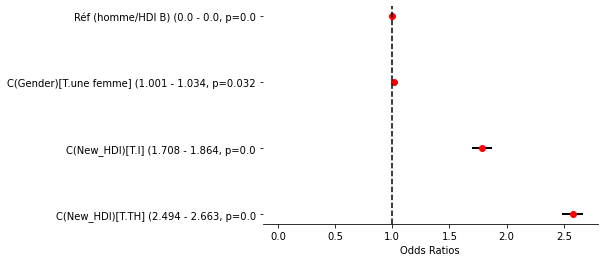 Réf (homme/HDI B) (0.0 - 0.0, p=0.0
C(Gender)[T.une femme] (1.001 - 1.034, p=0.032
C(New_HDI)[T.I] (1.708 - 1.864, p=0.0
C(New_HDI)[T.TH] (2.494 - 2.663, p=0.0
0.0 0.5 1.0 1.5 2.0 2.5
Odds Ratios